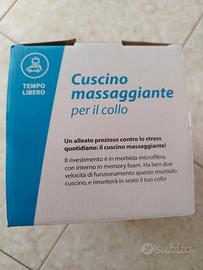 TEMPO
LIBERO
Cuscino
massaggiante
per il collo
Un alleato prezioso contro lo stress
quotidiano: il cuscino massaggiante!
Il rivestimento è in morbida microfibra,
con interno in memory foam. Ha ben due
velocità di funzionamento questo morbido
cuscino, e rimetterà in sesto il tuo collo
subito